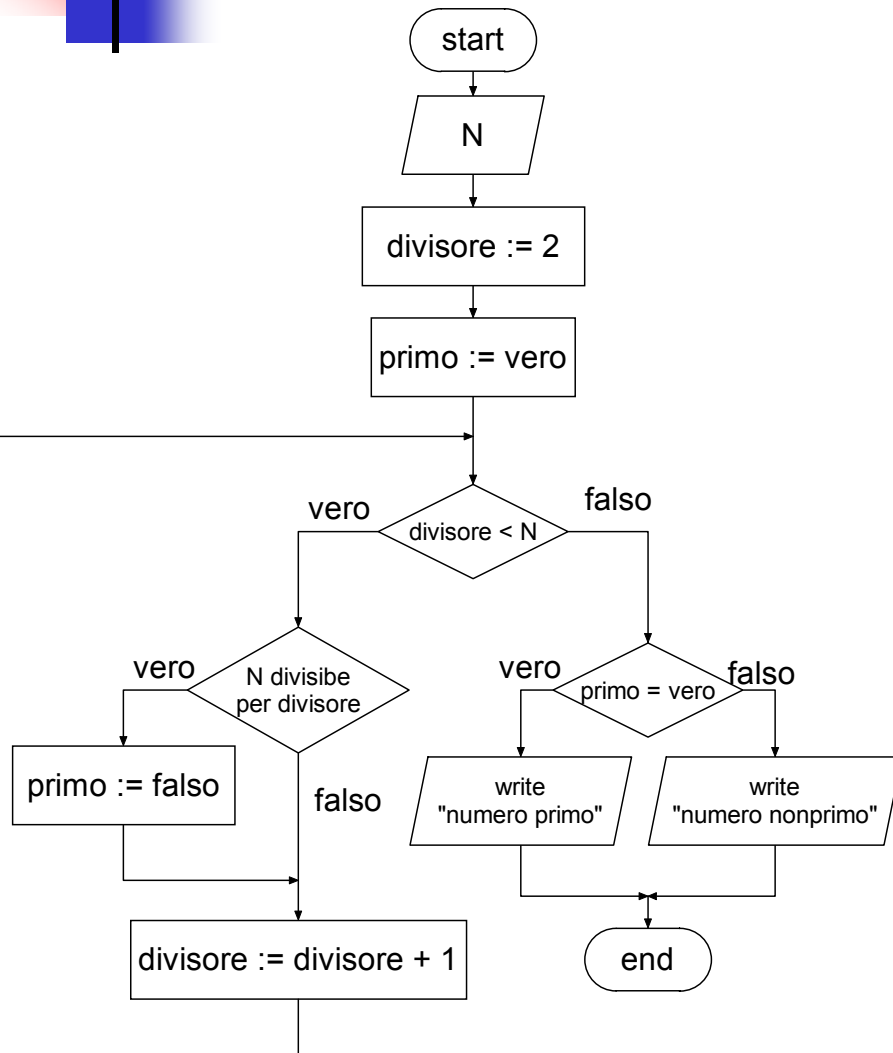 start
N
divisore := 2
primo := vero
vero
falso
divisore < N
vero
N divisibe
per divisore
vero
primo = vero
falso
primo := falso
falso
write
"numero primo"
write
"numero nonprimo"
divisore := divisore + 1
end